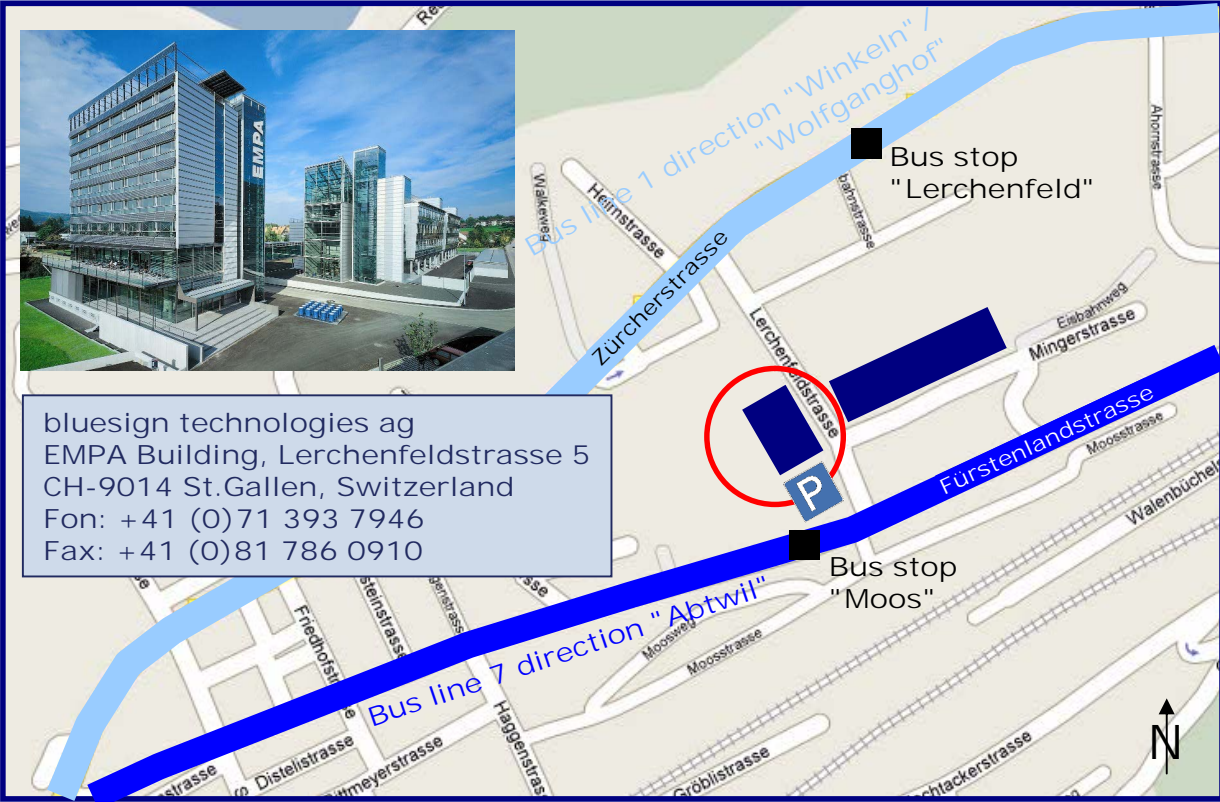 EMPA
Bus line 1 direction "Winkeln" /
"Wolfganghof"
Bus stop
"Lerchenfeld"
Ahornstrasse
Walkeweg
Heimstrasse
Zürcherstrasse
Lerchenfeldstrasse
Eisbahnweg
Mingerstrasse
bluesign technologies ag
EMPA Building, Lerchenfeldstrasse 5
CH-9014 St.Gallen, Switzerland
Fon: +41 (0)71 393 7946
Fax: +41 (0)81 786 0910
P
Fürstenlandstrasse
Moosstrasse
Bus stop
"Moos"
Bus line 7 direction "Abtwil"
Moosweg
Moosstrasse
Haggenstrasse
Distelistrasse
Gröblistrasse
N